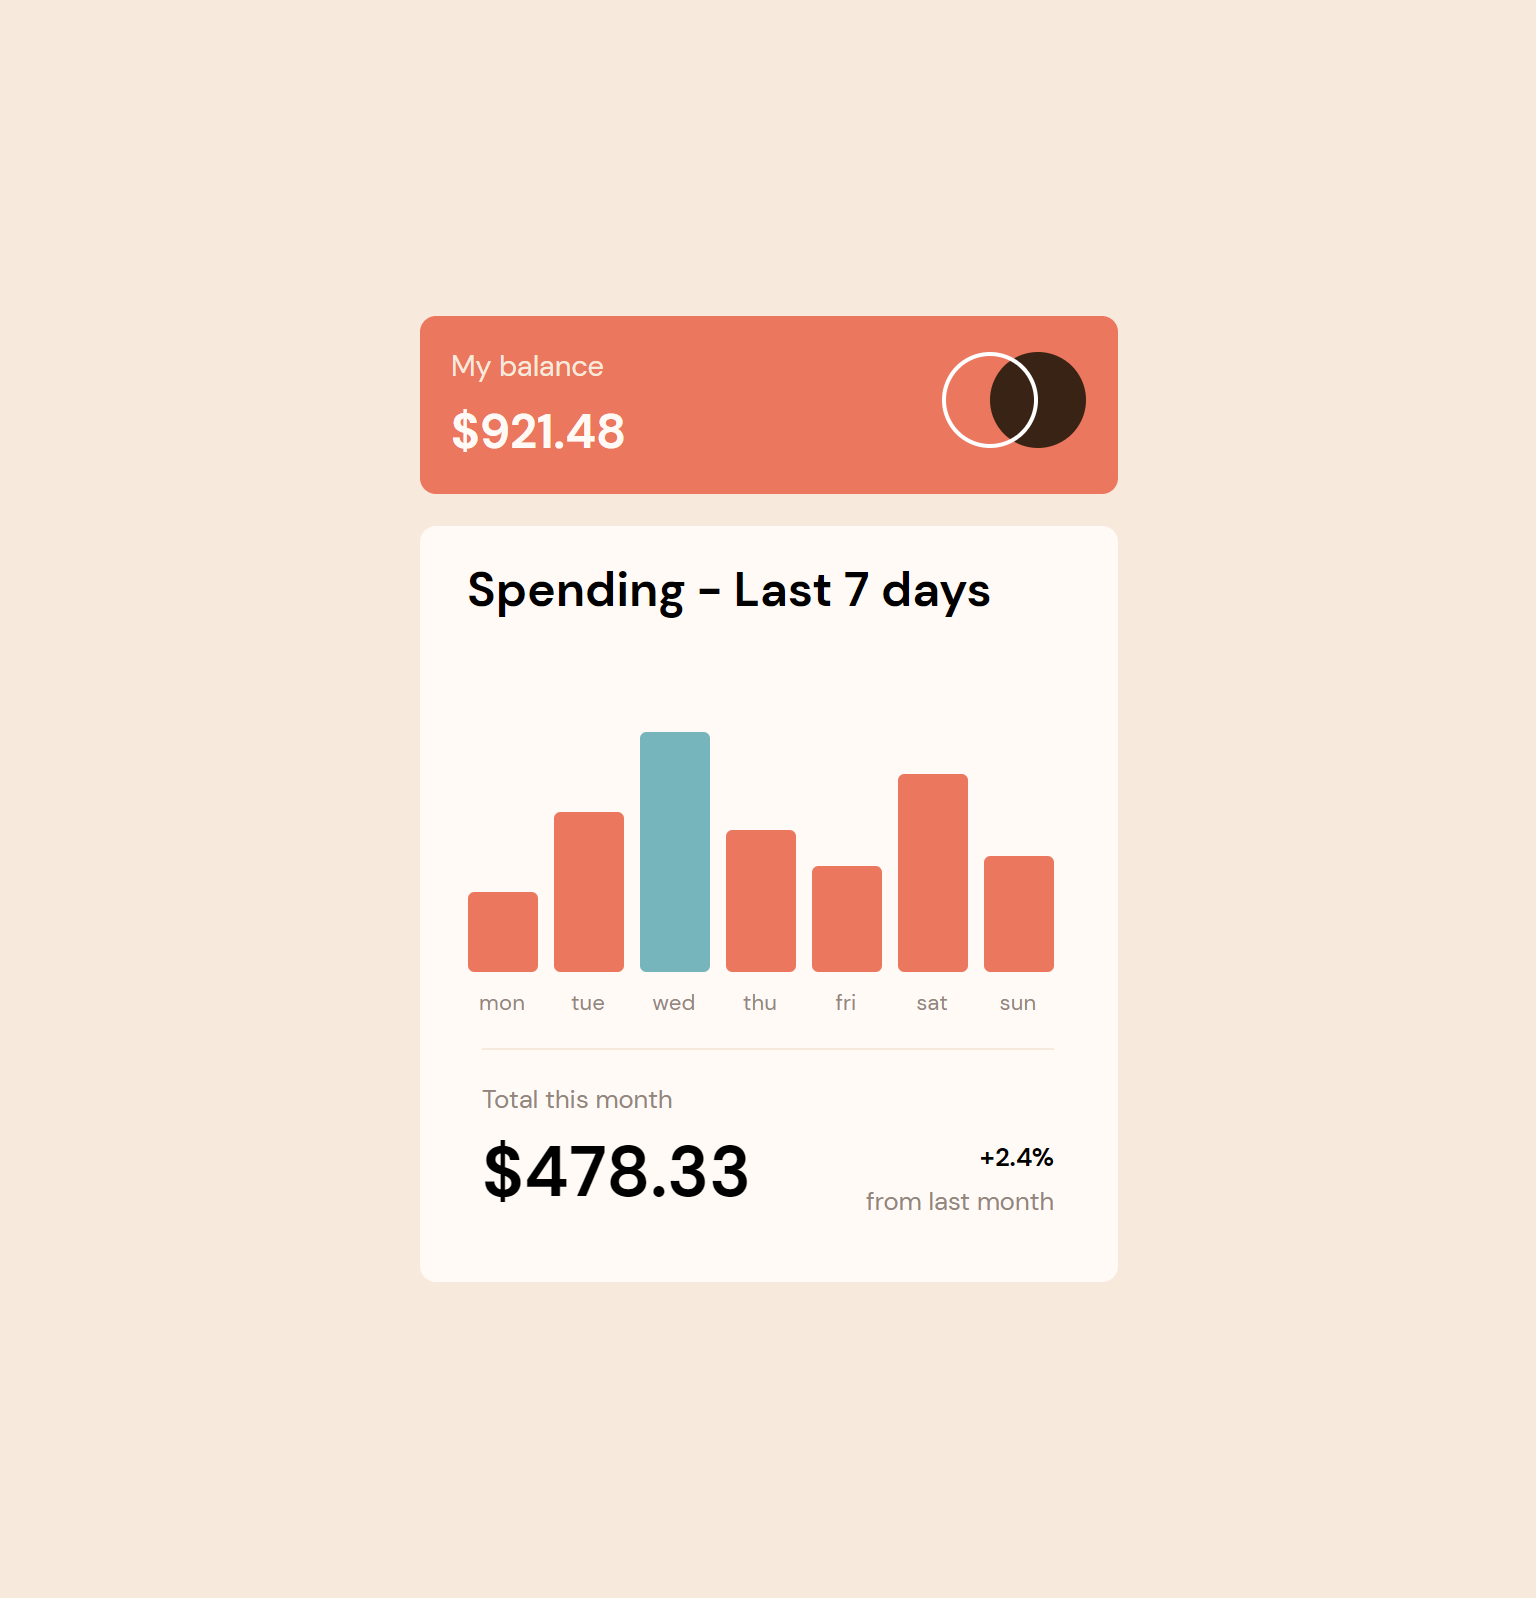 My balance
$921.48
Spending - Last 7 days
mon tue wed thu fri sat sun
Total this month
$478.33
+2.4%
from last month